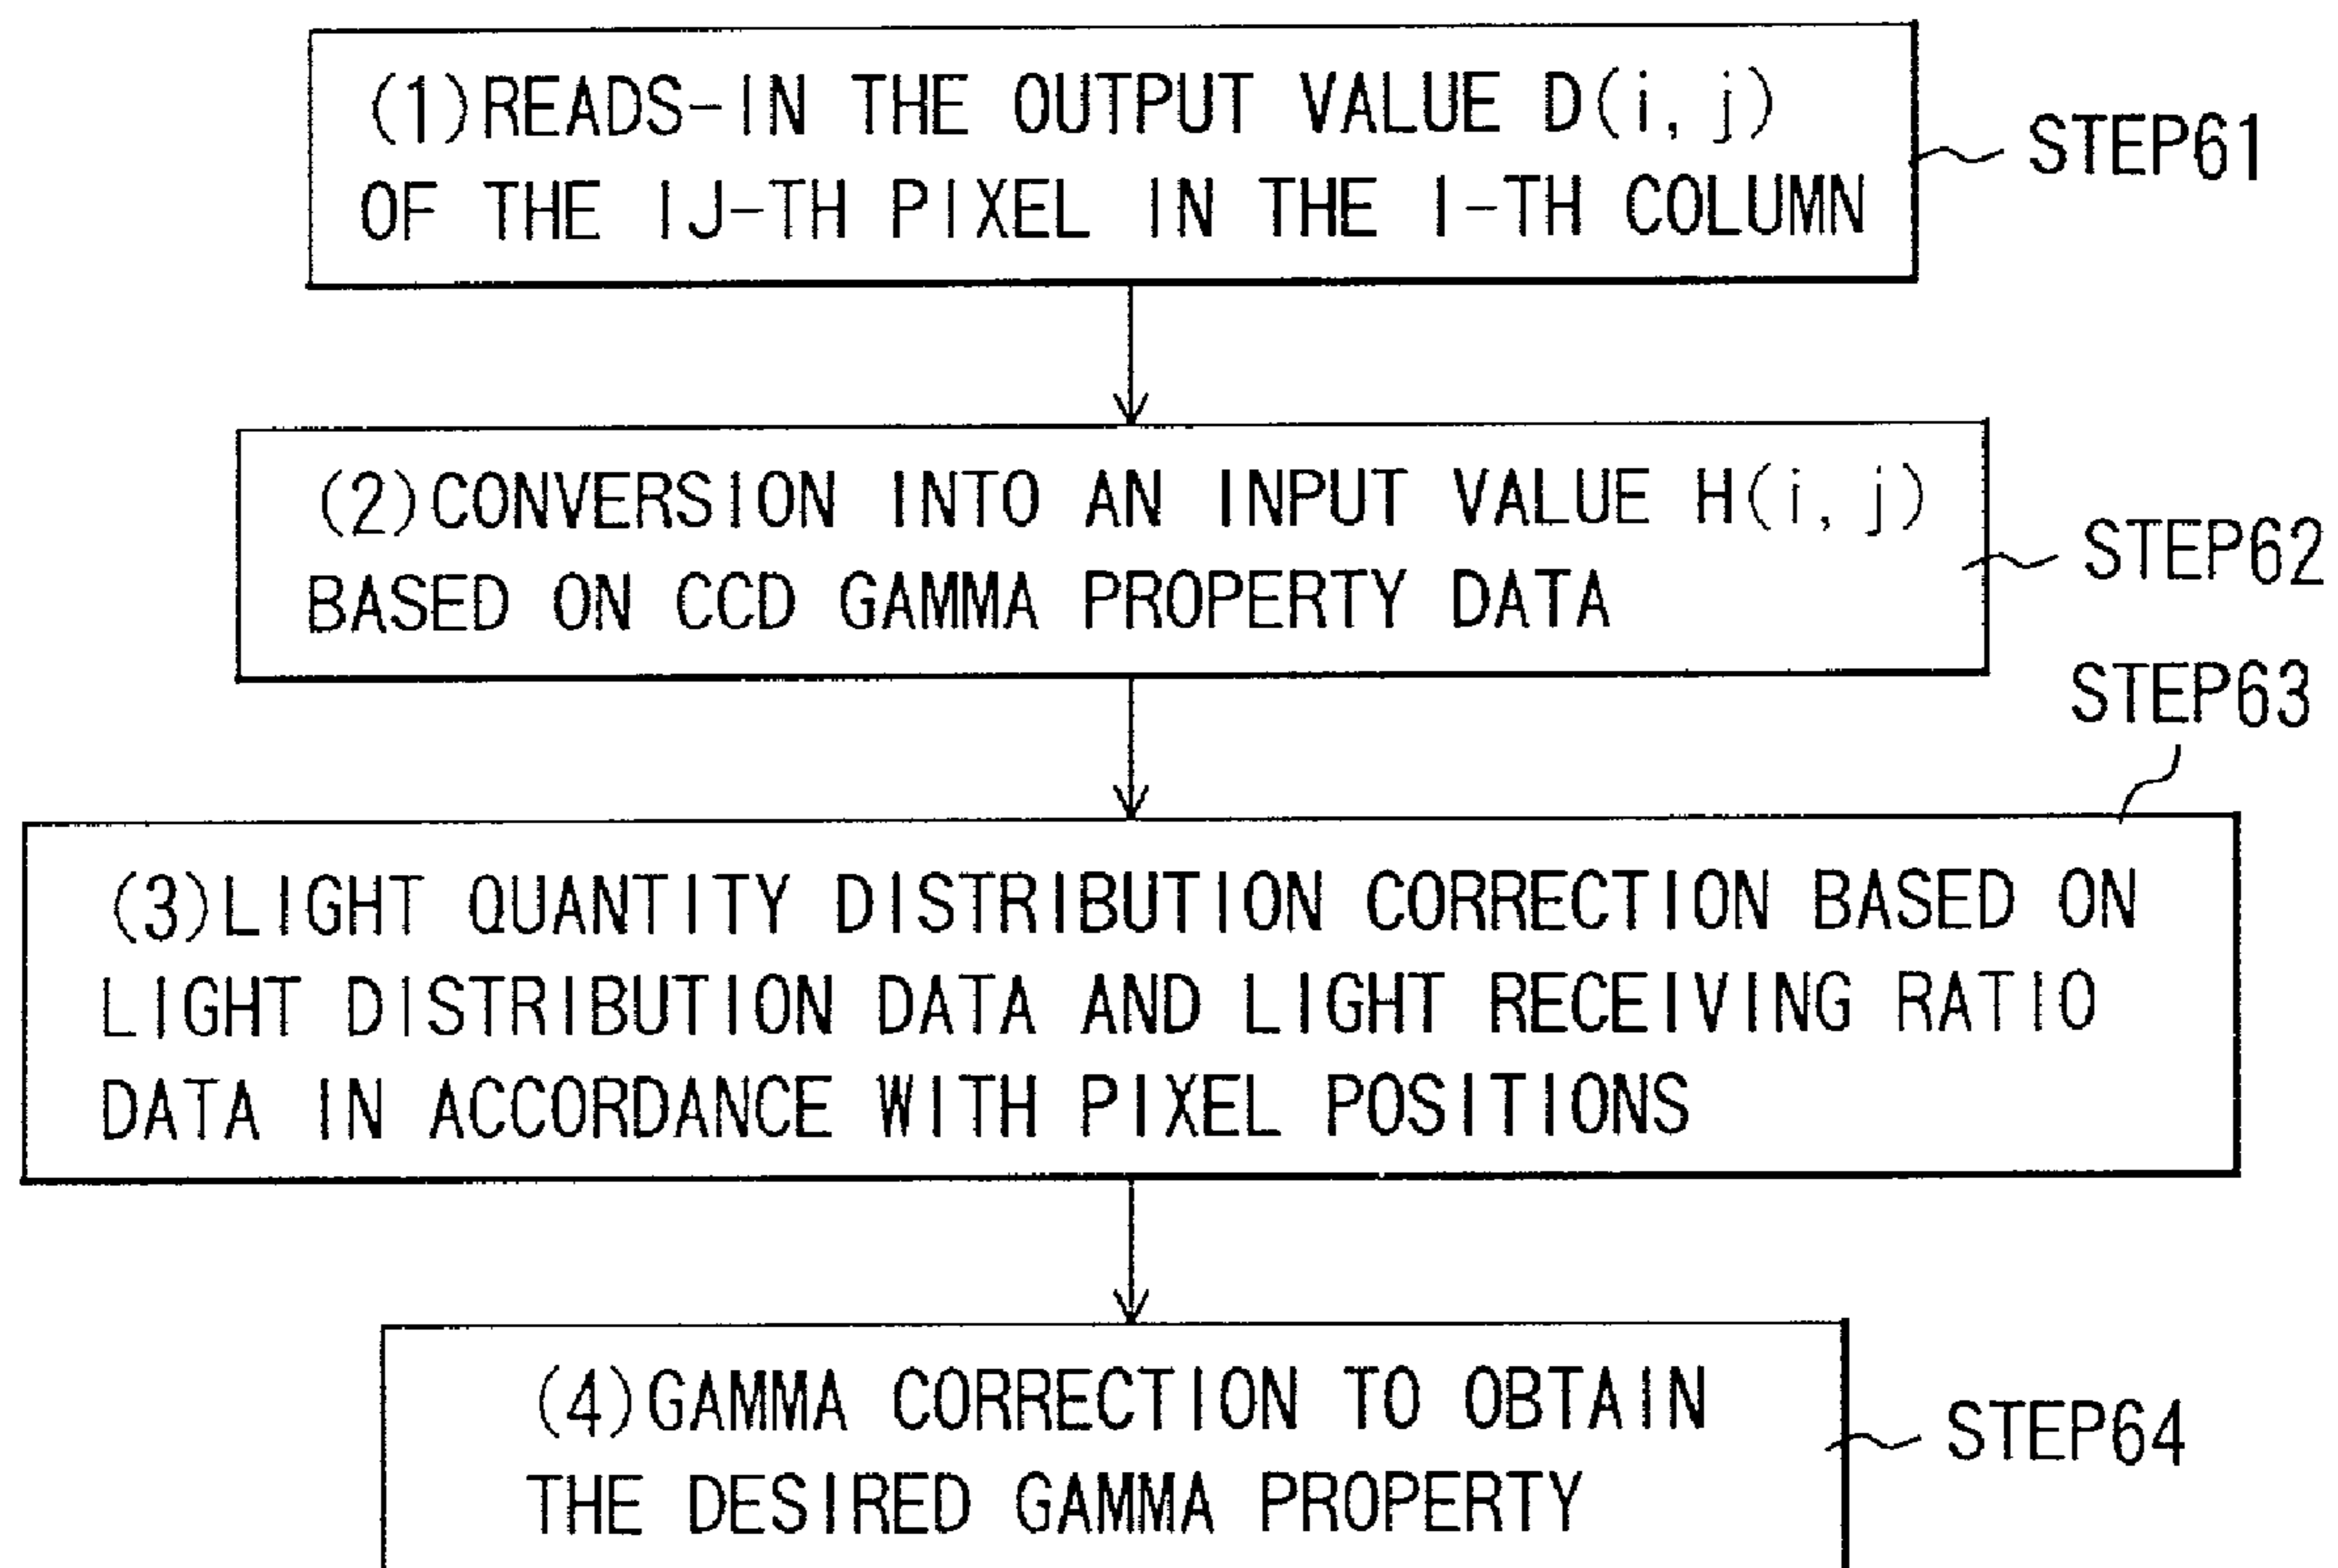 (1)READS-IN THE OUTPUT VALUE D(i, j)
OF THE IJ-TH PIXEL IN THE I-TH COLUMN
STEP61
(2)CONVERSION INTO AN INPUT VALUE H(i, j)
BASED ON CCD GAMMA PROPERTY DATA
STEP62
STEP63
(3)LIGHT QUANTITY DISTRIBUTION CORRECTION BASED ON
LIGHT DISTRIBUTION DATA AND LIGHT RECEIVING RATIO
DATA IN ACCORDANCE WITH PIXEL POSITIONS
(4)GAMMA CORRECTION TO OBTAIN
THE DESIRED GAMMA PROPERTY
STEP64